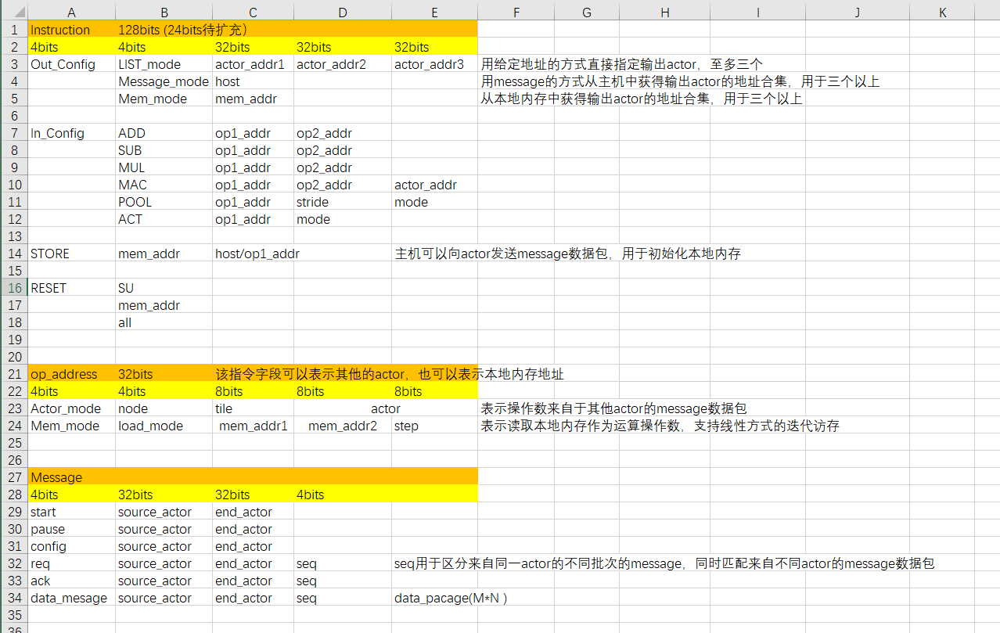 A B C D E F G H I J K
1 Instruction 128bits (24bits待扩充)
2 4bits 4bits 32bits 32bits 32bits
3 Out_Config LIST_mode actor_addr1 actor_addr2 actor_addr3 用给定地址的方式直接指定输出actor，至多三个
4 Message_mode host 用message的方式从主机中获得输出actor的地址合集，用于三个以上
5 Mem_mode mem_addr 从本地内存中获得输出actor的地址合集，用于三个以上
6
7 In_Config ADD op1_addr op2_addr
8 SUB op1_addr op2_addr
9 MUL op1_addr op2_addr
10 MAC op1_addr op2_addr actor_addr
11 POOL op1_addr stride mode
12 ACT op1_addr mode
13
14 STORE mem_addr host/op1_addr 主机可以向actor发送message数据包，用于初始化本地内存
15
16 RESET SU
17 mem_addr
18 all
19
20
21 op_address 32bits 该指令字段可以表示其他的actor，也可以表示本地内存地址
22 4bits 4bits 8bits 8bits 8bits
23 Actor_mode node tile actor 表示操作数来自于其他actor的message数据包
24 Mem_mode load_mode mem_addr1 mem_addr2 step 表示读取本地内存作为运算操作数，支持线性方式的迭代访存
25
26
27 Message
28 4bits 32bits 32bits 4bits
29 start source_actor end_actor
30 pause source_actor end_actor
31 config source_actor end_actor
32 req source_actor end_actor seq seq用于区分来自同一actor的不同批次的message，同时匹配来自不同actor的message数据包
33 ack source_actor end_actor seq
34 data_mesage source_actor end_actor seq data_pacage(M*N )
35
36